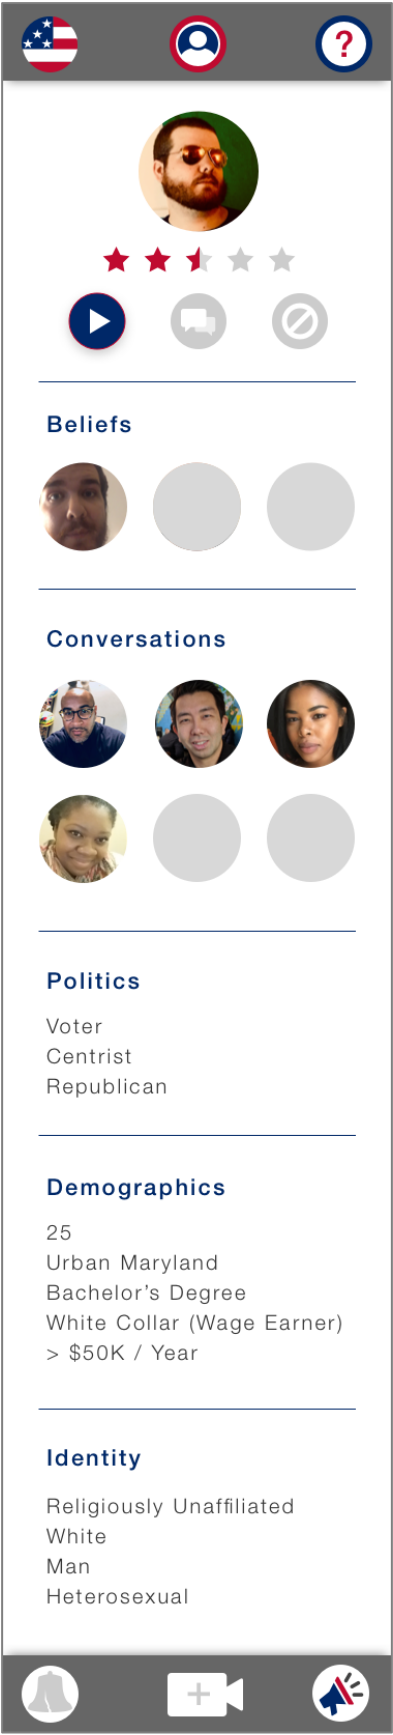 ?
Beliefs
Conversations
Politics
Voter
Centrist
Republican
Demographics
25
Urban Maryland
Bachelor’s Degree
White Collar (Wage Earner)
> $50K / Year
Identity
Religiously Unaffiliated
White
Man
Heterosexual